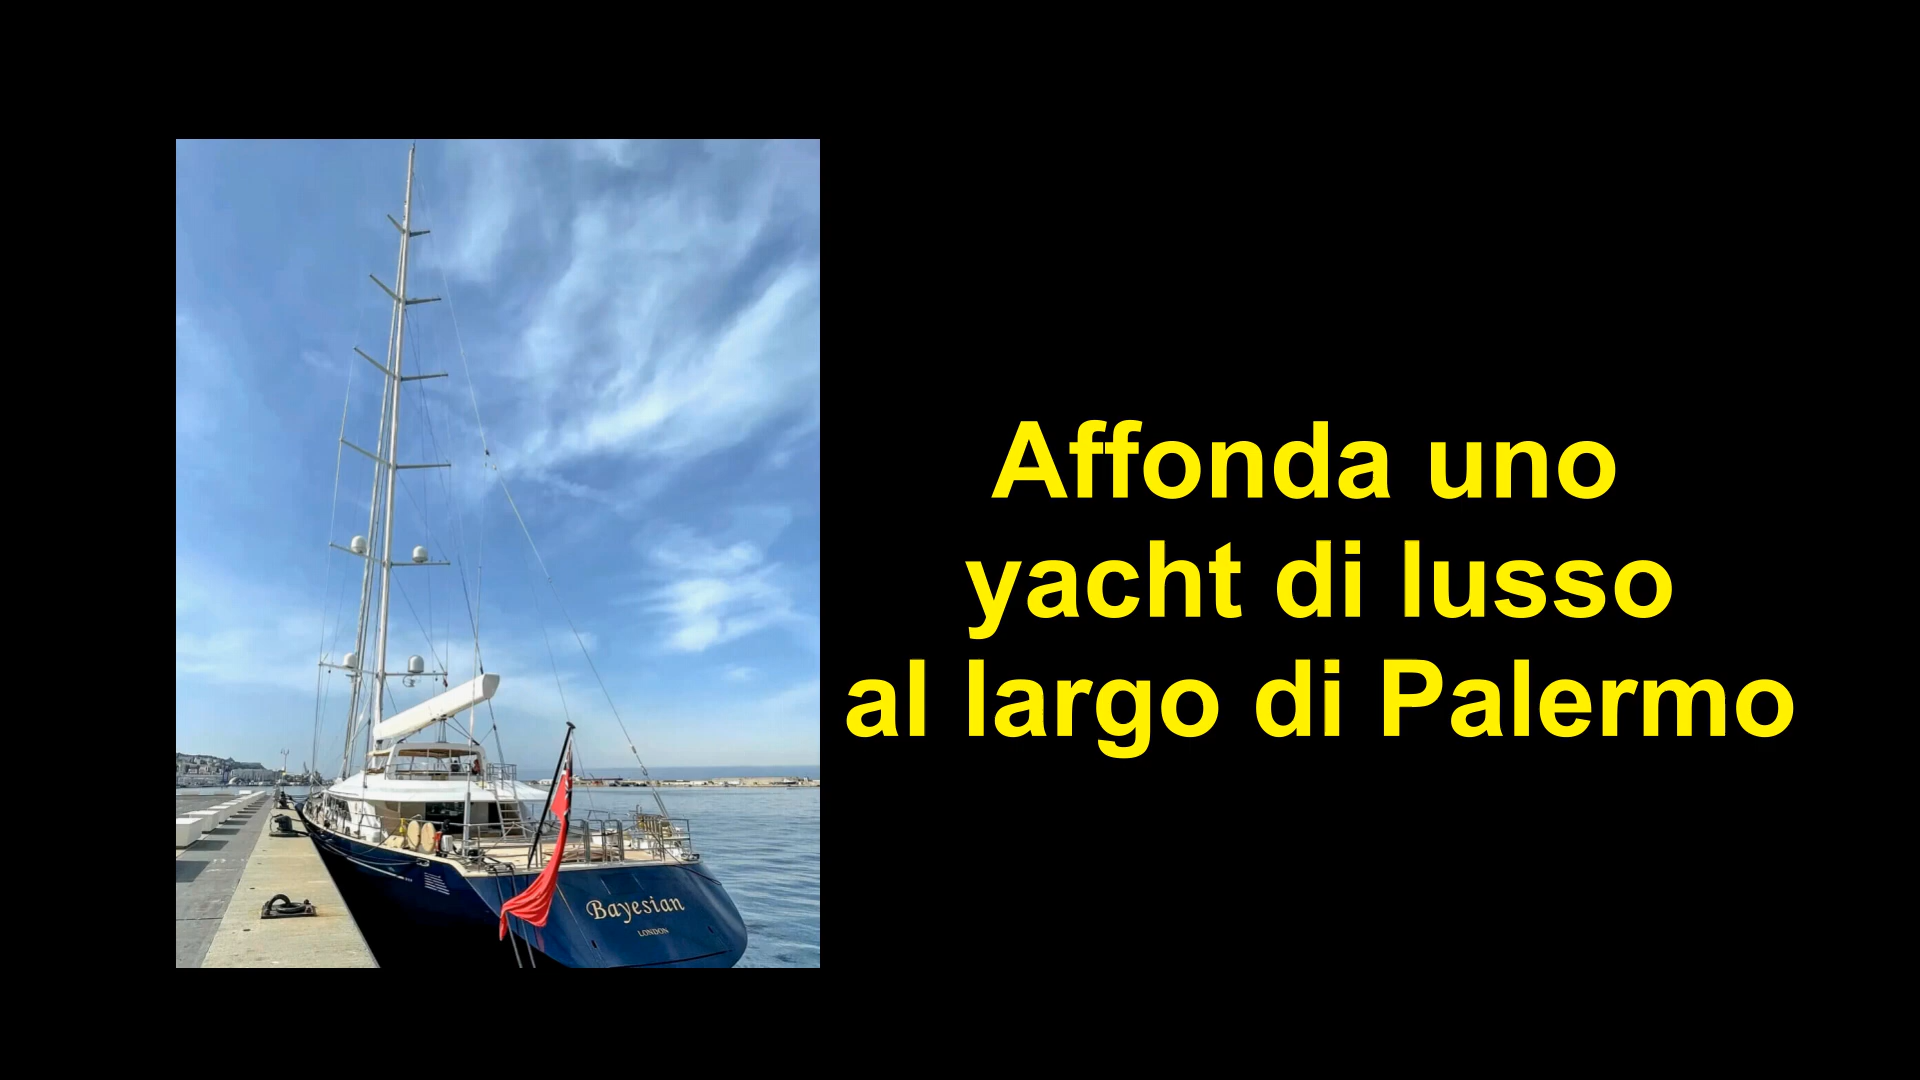 Bayesian
LONDON
Affonda uno
yacht di lusso
al largo di Palermo